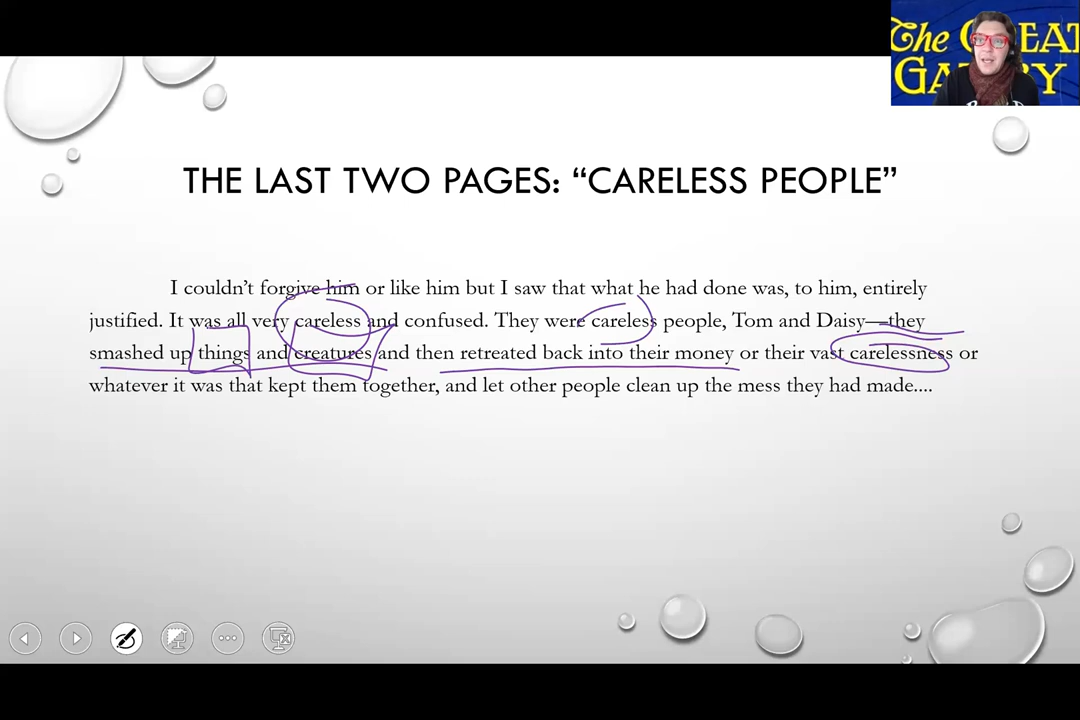 The GREAT
GATSBY
THE LAST TWO PAGES: “CARELESS PEOPLE”
I couldn’t forgive him or like him but I saw that what he had done was, to him, entirely
justified. It was all very careless and confused. They were careless people, Tom and Daisy—they
smashed up things and creatures and then retreated back into their money or their vast carelessness or
whatever it was that kept them together, and let other people clean up the mess they had made....